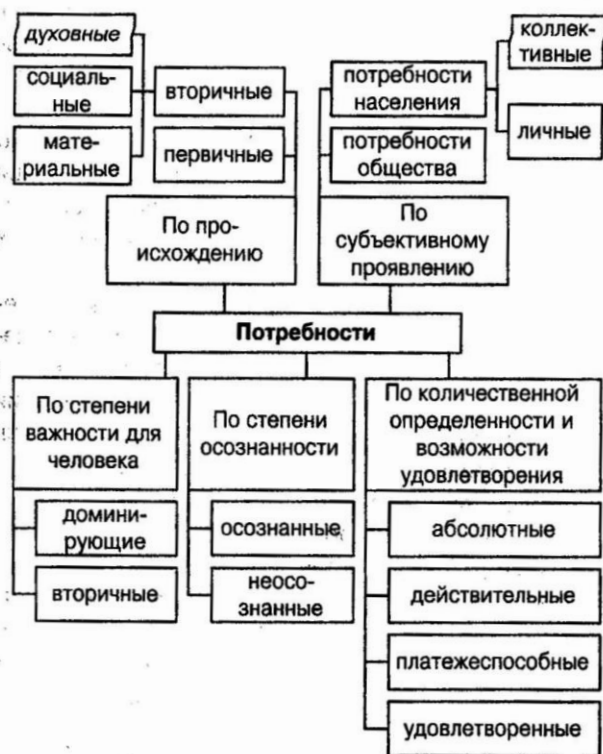 духовные
социаль-
ные
мате-
риальные
вторичные
первичные
По про-
исхождению
потребности
населения
коллек-
тивные
личные
потребности
общества
По
субъективному
проявлению
Потребности
По степени
важности для
человека
домини-
рующие
вторичные
По степени
осознанности
осознанные
неосо-
знанные
По количественной
определенности и
возможности
удовлетворения
абсолютные
действительные
платежеспособные
удовлетворенные